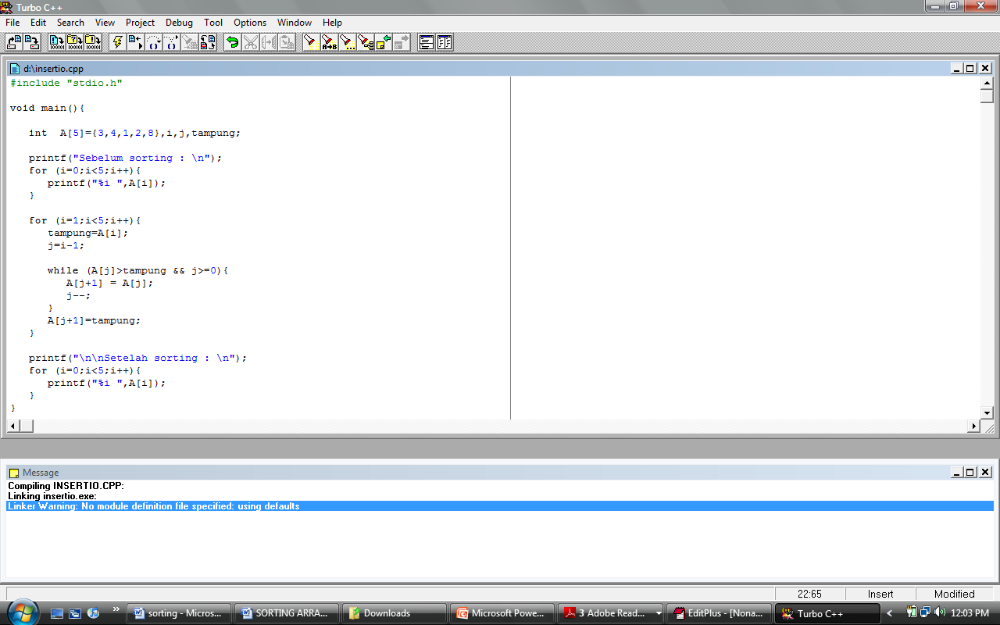 Turbo C++
File Edit Search View Project Debug Tool Options Window Help
d:\insertio.cpp
#include "stdio.h"
void main(){
int  A[5]={3,4,1,2,8},i,j,tampung;
printf("Sebelum sorting : \n");
for (i=0;i<5;i++){
printf("%i ",A[i]);
}
for (i=1;i<5;i++){
tampung=A[i];
j=i-1;
while (A[j]>tampung && j>=0){
A[j+1] = A[j];
j--;
}
A[j+1]=tampung;
}
printf("\n\nSetelah sorting : \n");
for (i=0;i<5;i++){
printf("%i ",A[i]);
}
}
Message
Compiling INSERTIO.CPP:
Linking insertio.exe:
Linker Warning: No module definition file specified: using defaults
22:65 Insert Modified
sorting - Micros... SORTING ARRA... Downloads Microsoft Powe... 3 Adobe Read... EditPlus - [Nona... Turbo C++ 12:03 PM